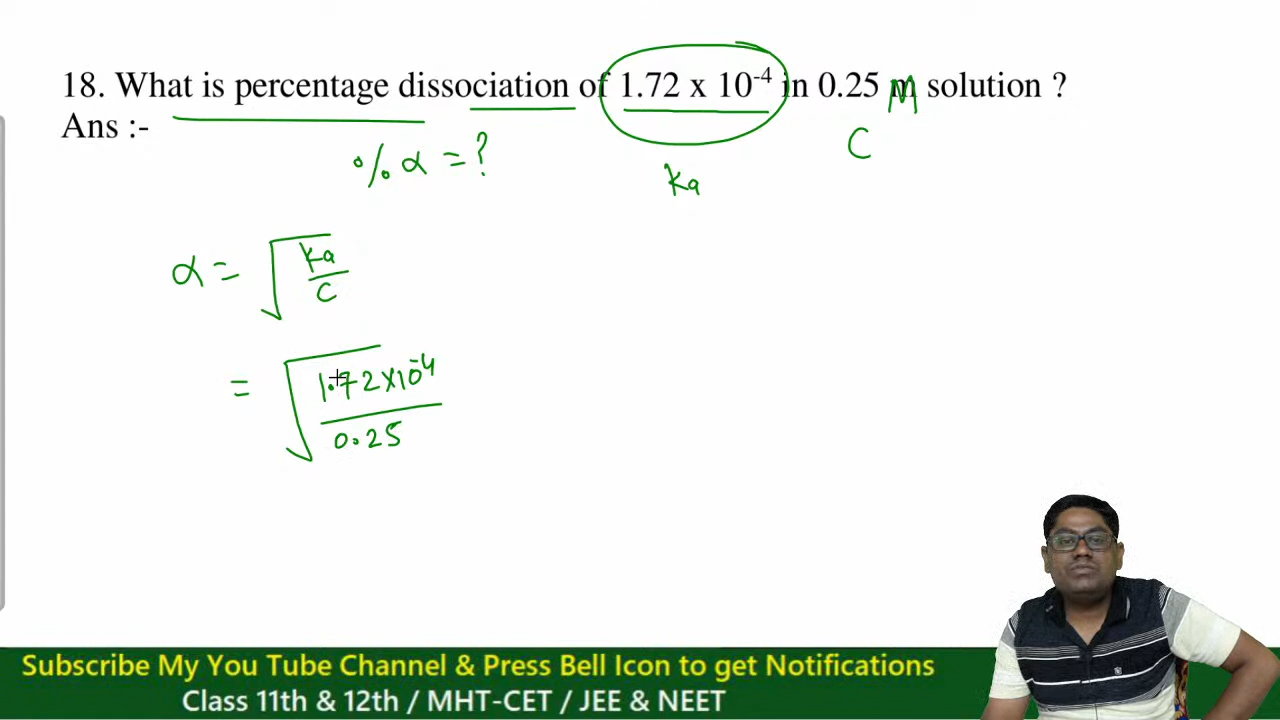 18. What is percentage dissociation of 1.72 x 10⁻⁴ in 0.25 m solution ?
M
Ans :-
% α = ?
ka
C
α = √(ka/C)
= √(1.72×10⁻⁴/0.25)
Subscribe My You Tube Channel & Press Bell Icon to get Notifications
Class 11th & 12th / MHT-CET / JEE & NEET